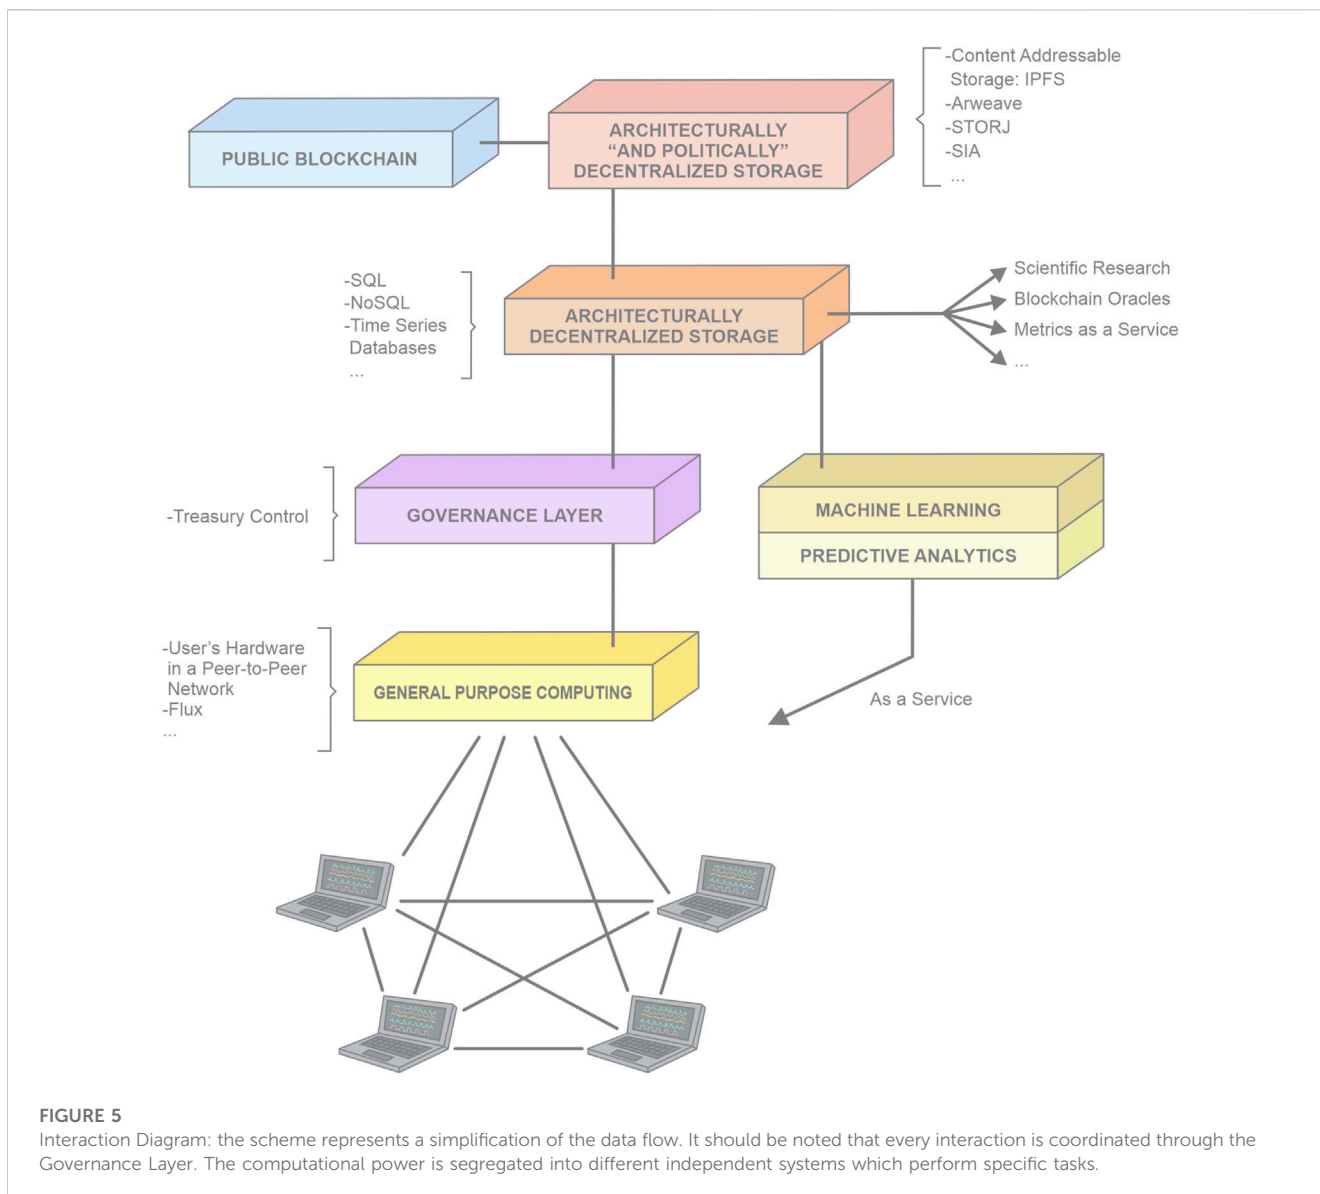 PUBLIC BLOCKCHAIN
ARCHITECTURALLY
“AND POLITICALLY”
DECENTRALIZED STORAGE
-Content Addressable
Storage: IPFS
-Arweave
-STORJ
-SIA
...
-SQL
-NoSQL
-Time Series
Databases
...
ARCHITECTURALLY
DECENTRALIZED STORAGE
Scientific Research
Blockchain Oracles
Metrics as a Service
...
-Treasury Control
GOVERNANCE LAYER
MACHINE LEARNING
PREDICTIVE ANALYTICS
-User’s Hardware
in a Peer-to-Peer
Network
-Flux
...
GENERAL PURPOSE COMPUTING
As a Service
FIGURE 5
Interaction Diagram: the scheme represents a simplification of the data flow. It should be noted that every interaction is coordinated through the
Governance Layer. The computational power is segregated into different independent systems which perform specific tasks.